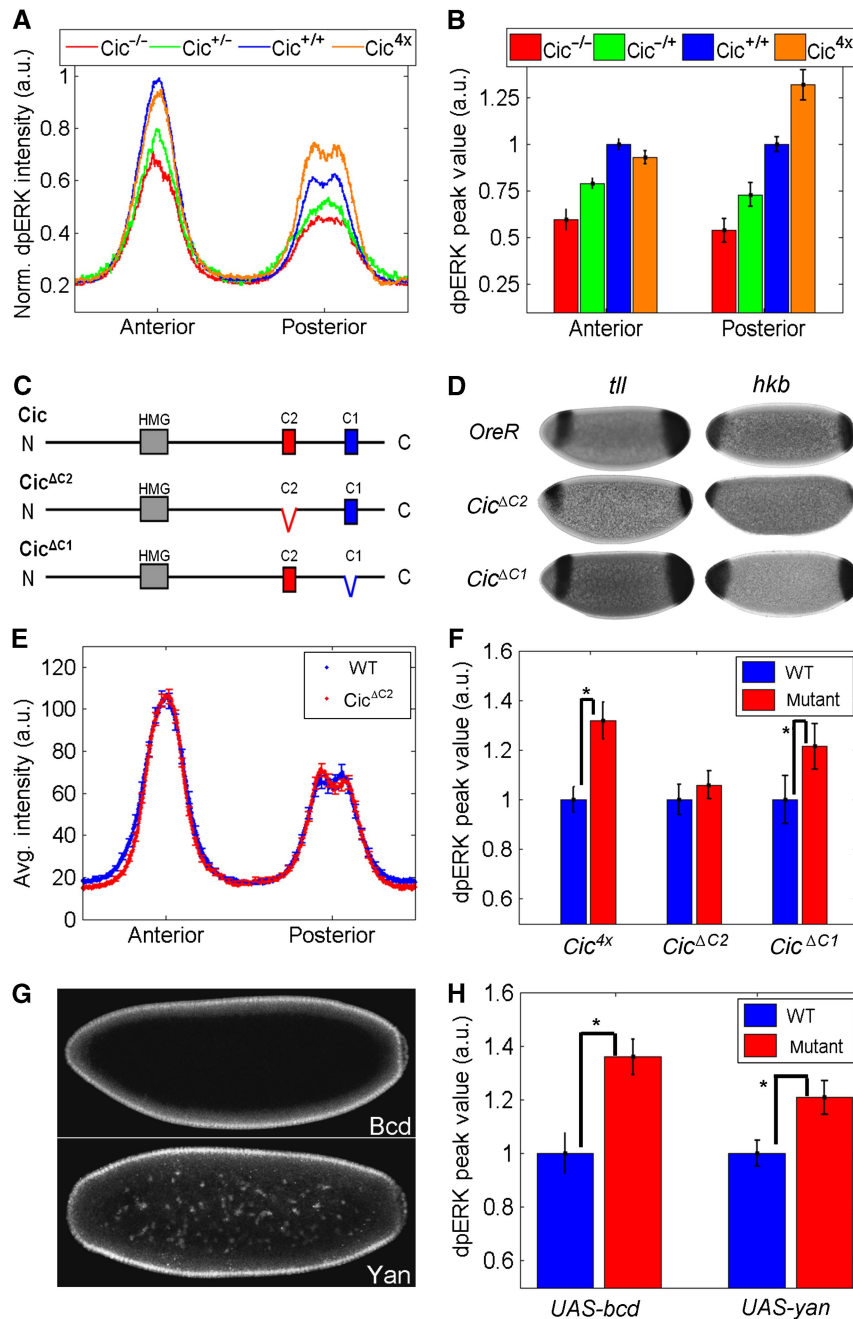 A
Cic−/− Cic+/− Cic+/+ Cic4x
Norm. dpERK intensity (a.u.)
1
0.8
0.6
0.4
0.2
Anterior Posterior
B
Cic−/− Cic−/+ Cic+/+ Cic4x
dpERK peak value (a.u.)
1.25
1
0.75
0.5
0.25
Anterior Posterior
C
Cic
HMG C2 C1
N C
CicΔC2
HMG C2 C1
N C
CicΔC1
HMG C2 C1
N C
D
tll hkb
OreR
CicΔC2
CicΔC1
E
WT
CicΔC2
Avg. intensity (a.u.)
120
100
80
60
40
20
0
Anterior Posterior
F
WT
Mutant
dpERK peak value (a.u.)
1.6
1.4
1.2
1
0.8
0.6
*
*
Cic4x CicΔC2 Cic ΔC1
G
Bcd
Yan
H
WT
Mutant
dpERK peak value (a.u.)
1.6
1.4
1.2
1
0.8
0.6
*
*
UAS-bcd UAS-yan